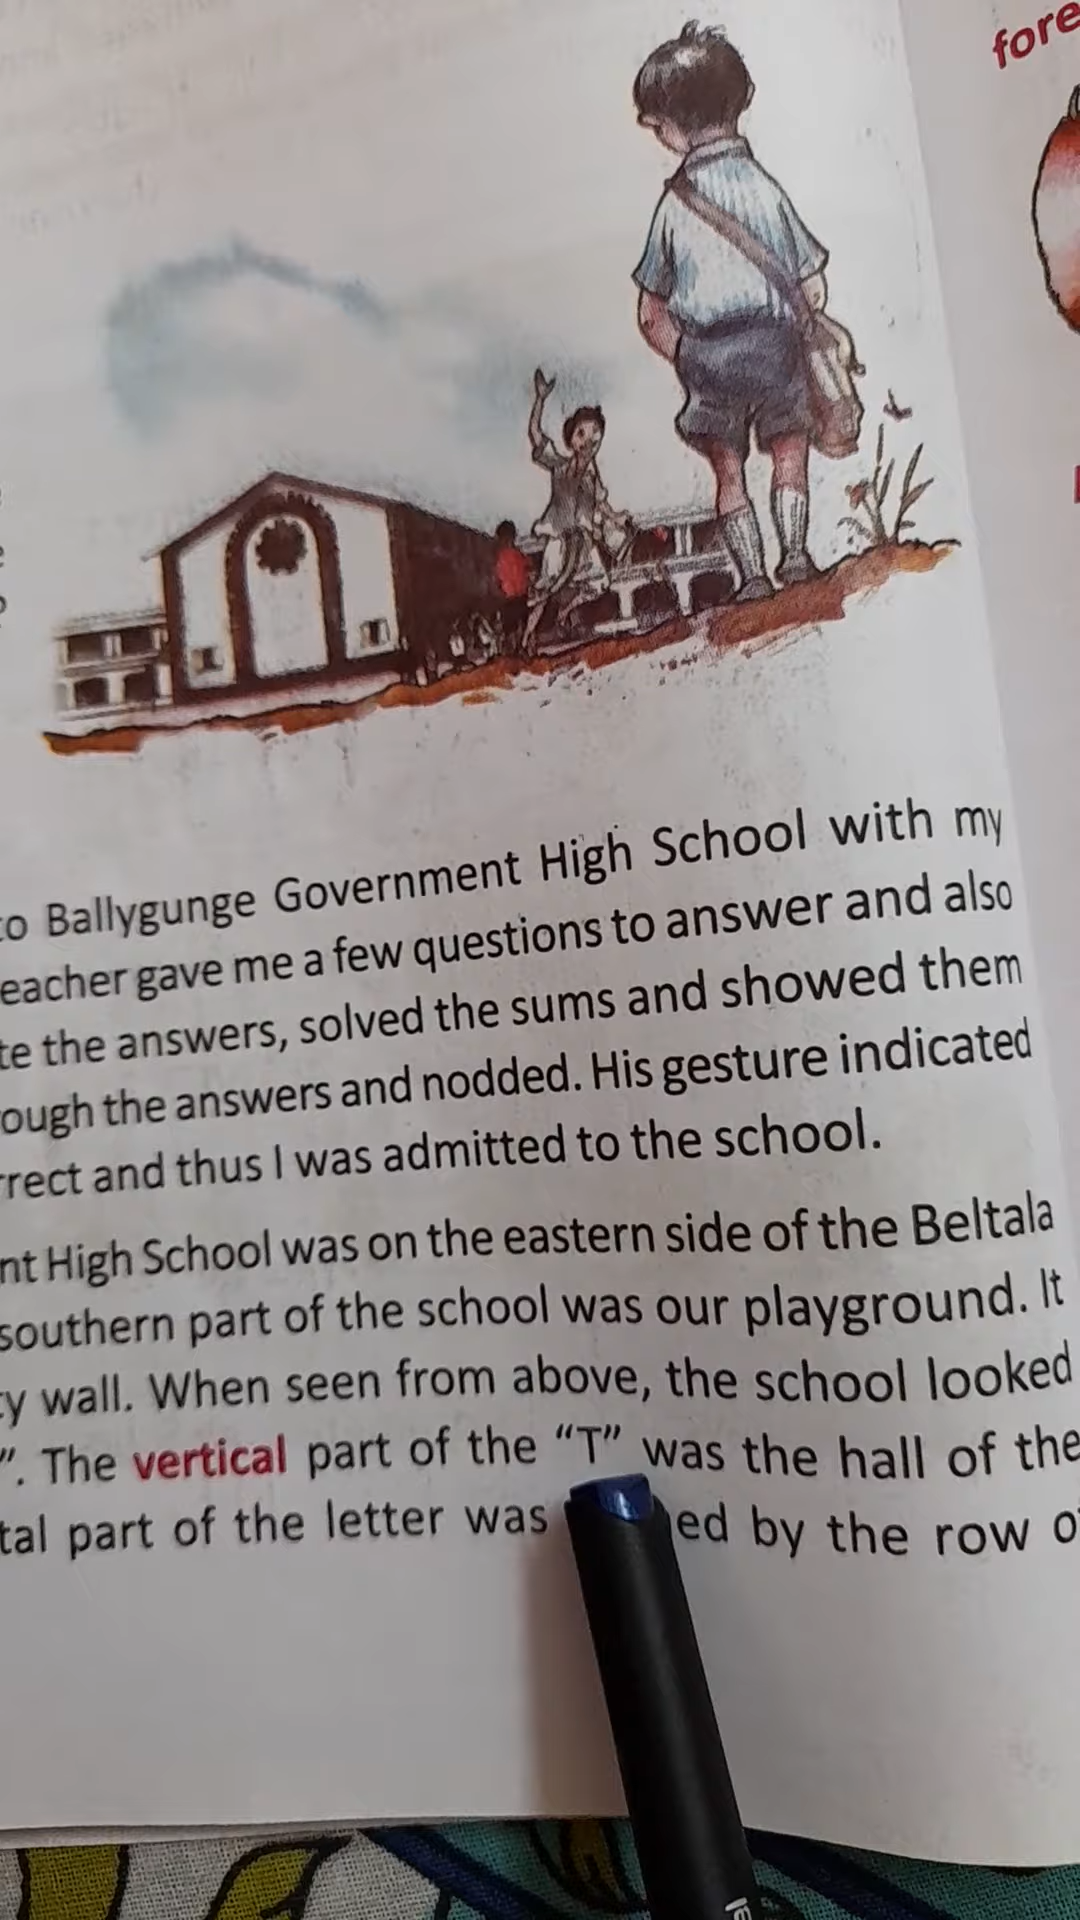 fore
to Ballygunge Government High School with my
eacher gave me a few questions to answer and also
te the answers, solved the sums and showed them
ough the answers and nodded. His gesture indicated
rrect and thus I was admitted to the school.
nt High School was on the eastern side of the Beltala
southern part of the school was our playground. It
y wall. When seen from above, the school looked
". The vertical part of the "T" was the hall of the
tal part of the letter was ed by the row of